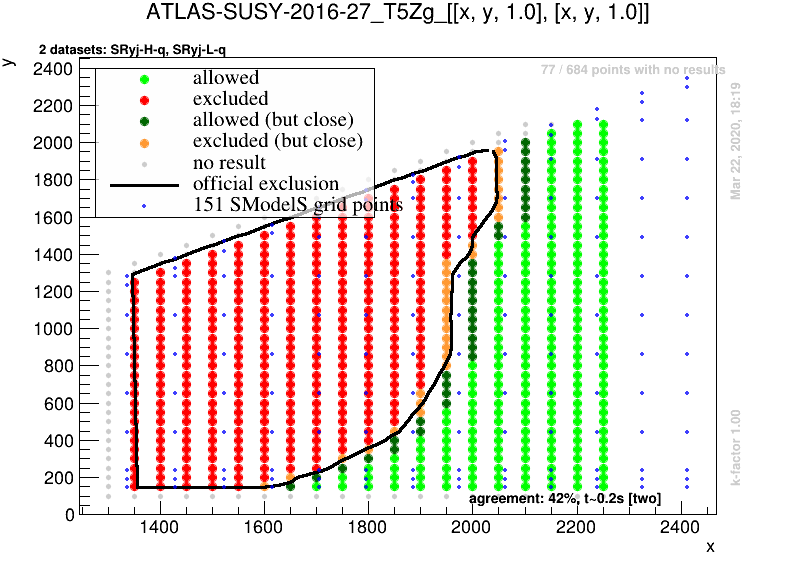 ATLAS-SUSY-2016-27_T5Zg_[[x, y, 1.0], [x, y, 1.0]]
2 datasets: SRyj-H-q, SRyj-L-q
77 / 684 points with no results
y
2400
2200
2000
1800
1600
1400
1200
1000
800
600
400
200
0
allowed
excluded
allowed (but close)
excluded (but close)
no result
official exclusion
151 SModelS grid points
Mar 22, 2020, 18:19
k-factor 1.00
agreement: 42%, t~0.2s [two]
1400 1600 1800 2000 2200 2400
x